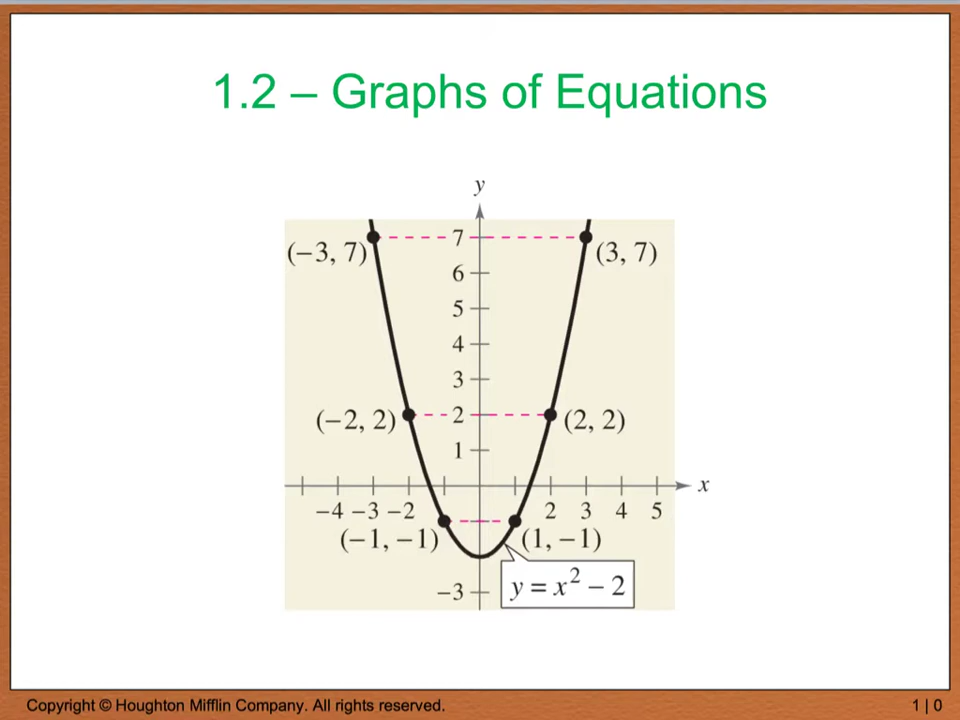 1.2 – Graphs of Equations
y
(−3, 7)
7
(3, 7)
6
5
4
3
(−2, 2)
2
(2, 2)
1
x
−4 −3 −2
2 3 4 5
(−1, −1)
(1, −1)
−3
y = x² − 2
Copyright © Houghton Mifflin Company. All rights reserved.
1 | 0